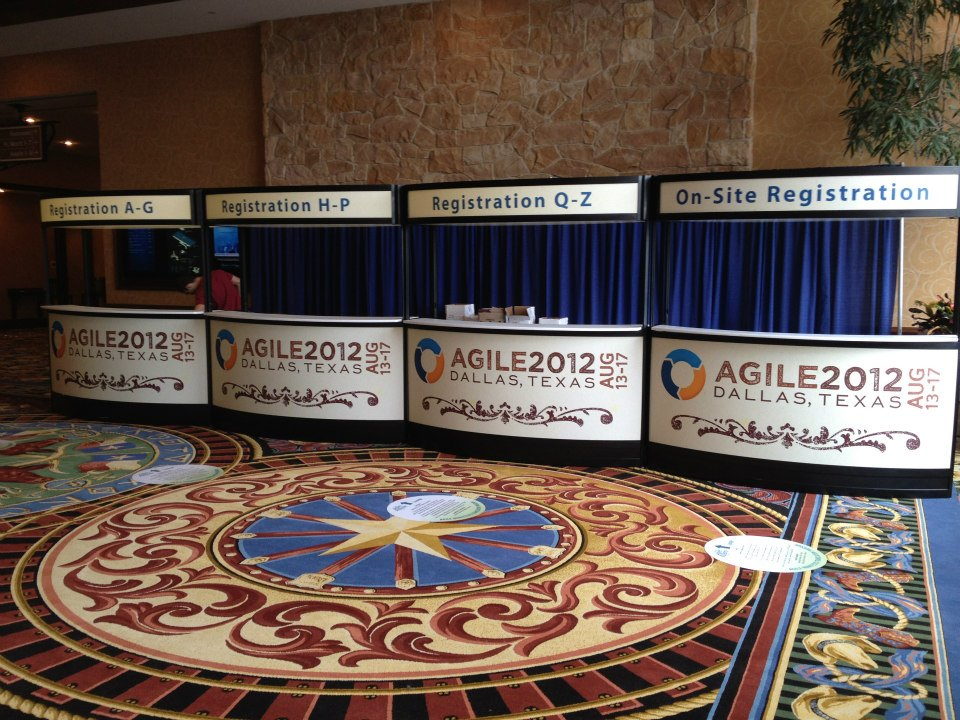 Registration A-G
Registration H-P
Registration Q-Z
On-Site Registration
AGILE2012
DALLAS, TEXAS
AUG
13-17
AGILE2012
DALLAS, TEXAS
AUG
13-17
AGILE2012
DALLAS, TEXAS
AUG
13-17
AGILE2012
DALLAS, TEXAS
AUG
13-17